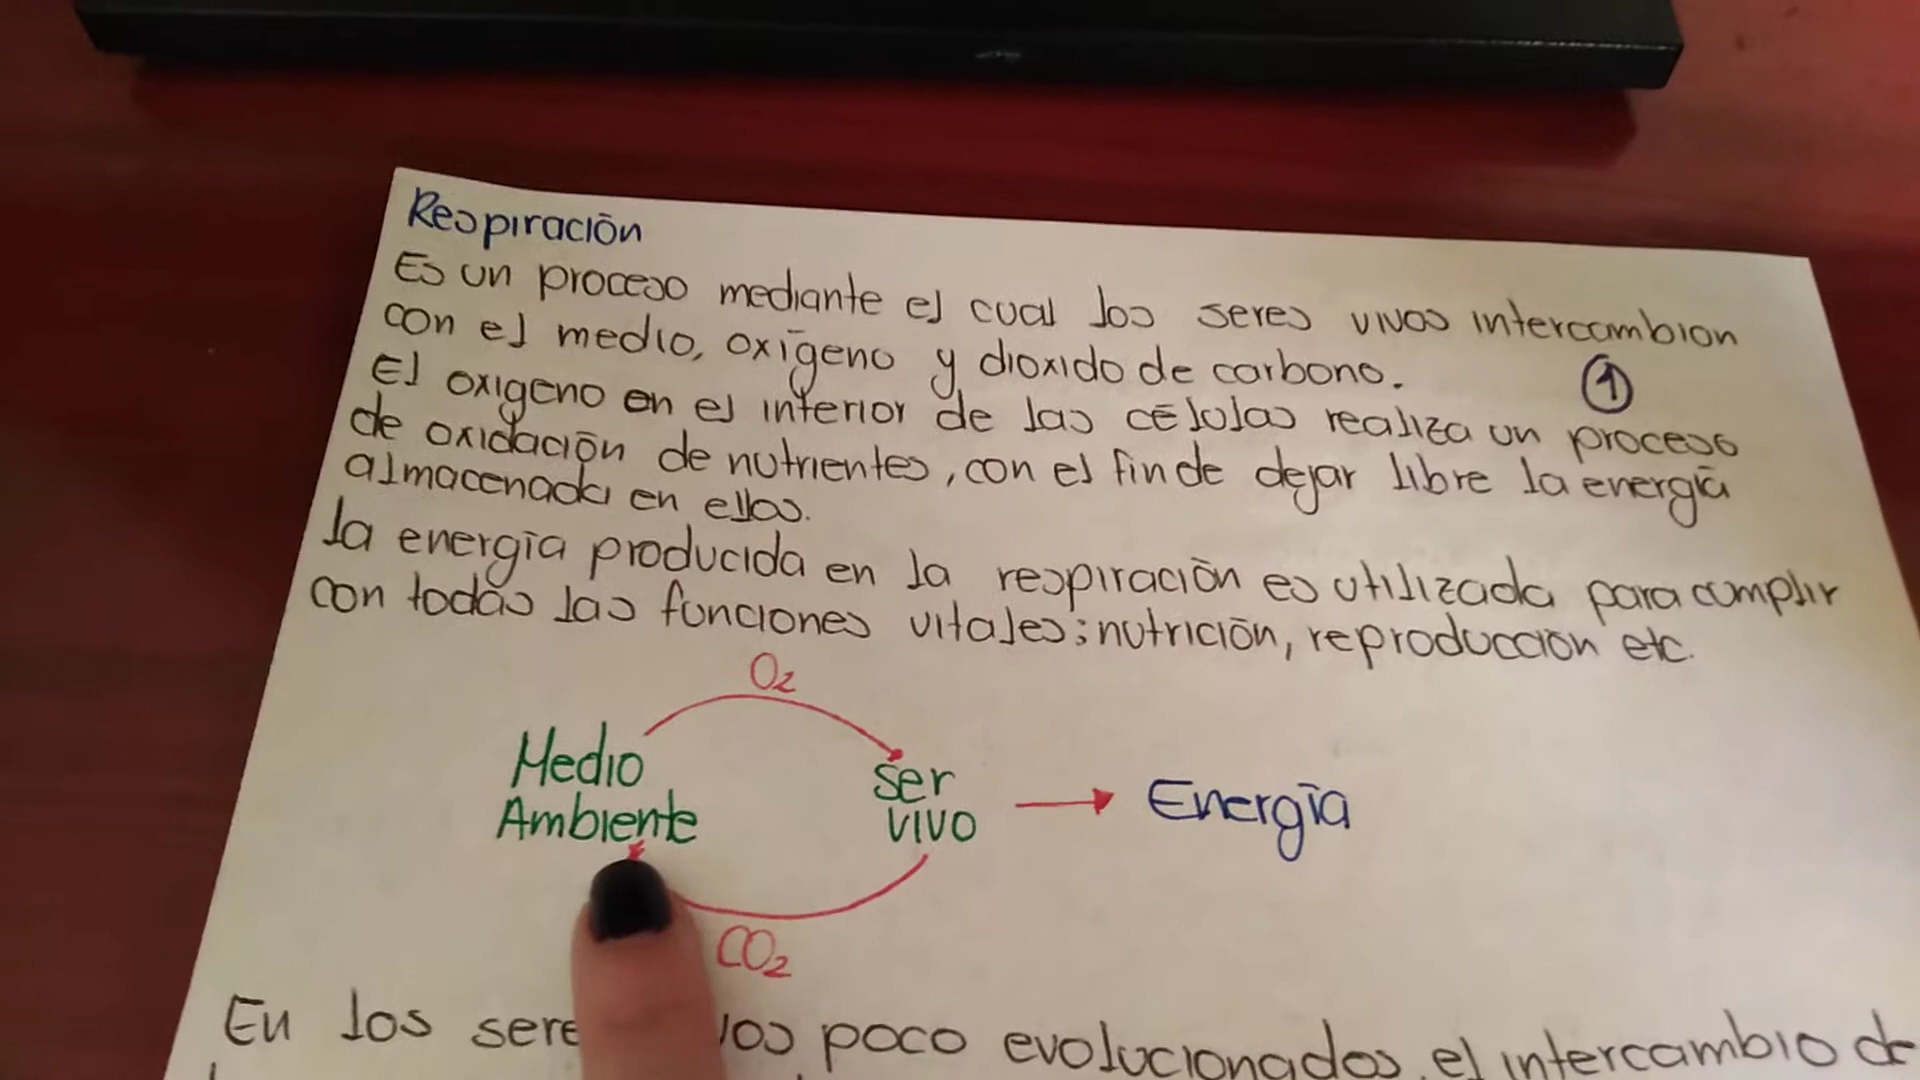 Respiración
Es un proceso mediante el cual los seres vivos intercambian
con el medio, oxígeno y dioxido de carbono.
1
El oxigeno en el interior de las células realiza un proceso
de oxidación de nutrientes, con el fin de dejar libre la energía
almacenada en ellos.
La energía producida en la respiración es utilizada para cumplir
con todas las funciones vitales; nutrición, reproducción etc.
O2
Medio
Ambiente
Ser
vivo
Energía
CO2
En los poco evolucionados, el intercambio de